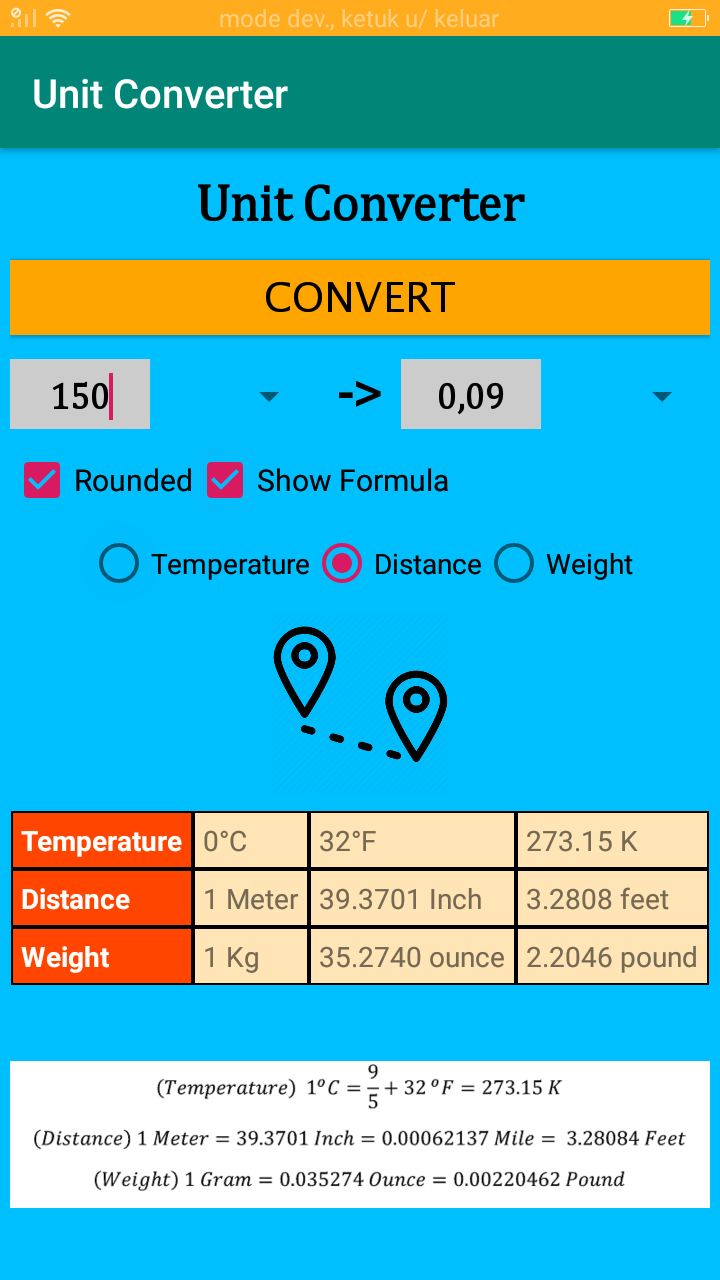 mode dev., ketuk u/ keluar
Unit Converter
Unit Converter
CONVERT
150 -> 0,09
Rounded Show Formula
Temperature Distance Weight
Temperature 0°C 32°F 273.15 K
Distance 1 Meter 39.3701 Inch 3.2808 feet
Weight 1 Kg 35.2740 ounce 2.2046 pound
(Temperature) 1°C = 9/5 + 32 °F = 273.15 K
(Distance) 1 Meter = 39.3701 Inch = 0.00062137 Mile = 3.28084 Feet
(Weight) 1 Gram = 0.035274 Ounce = 0.00220462 Pound